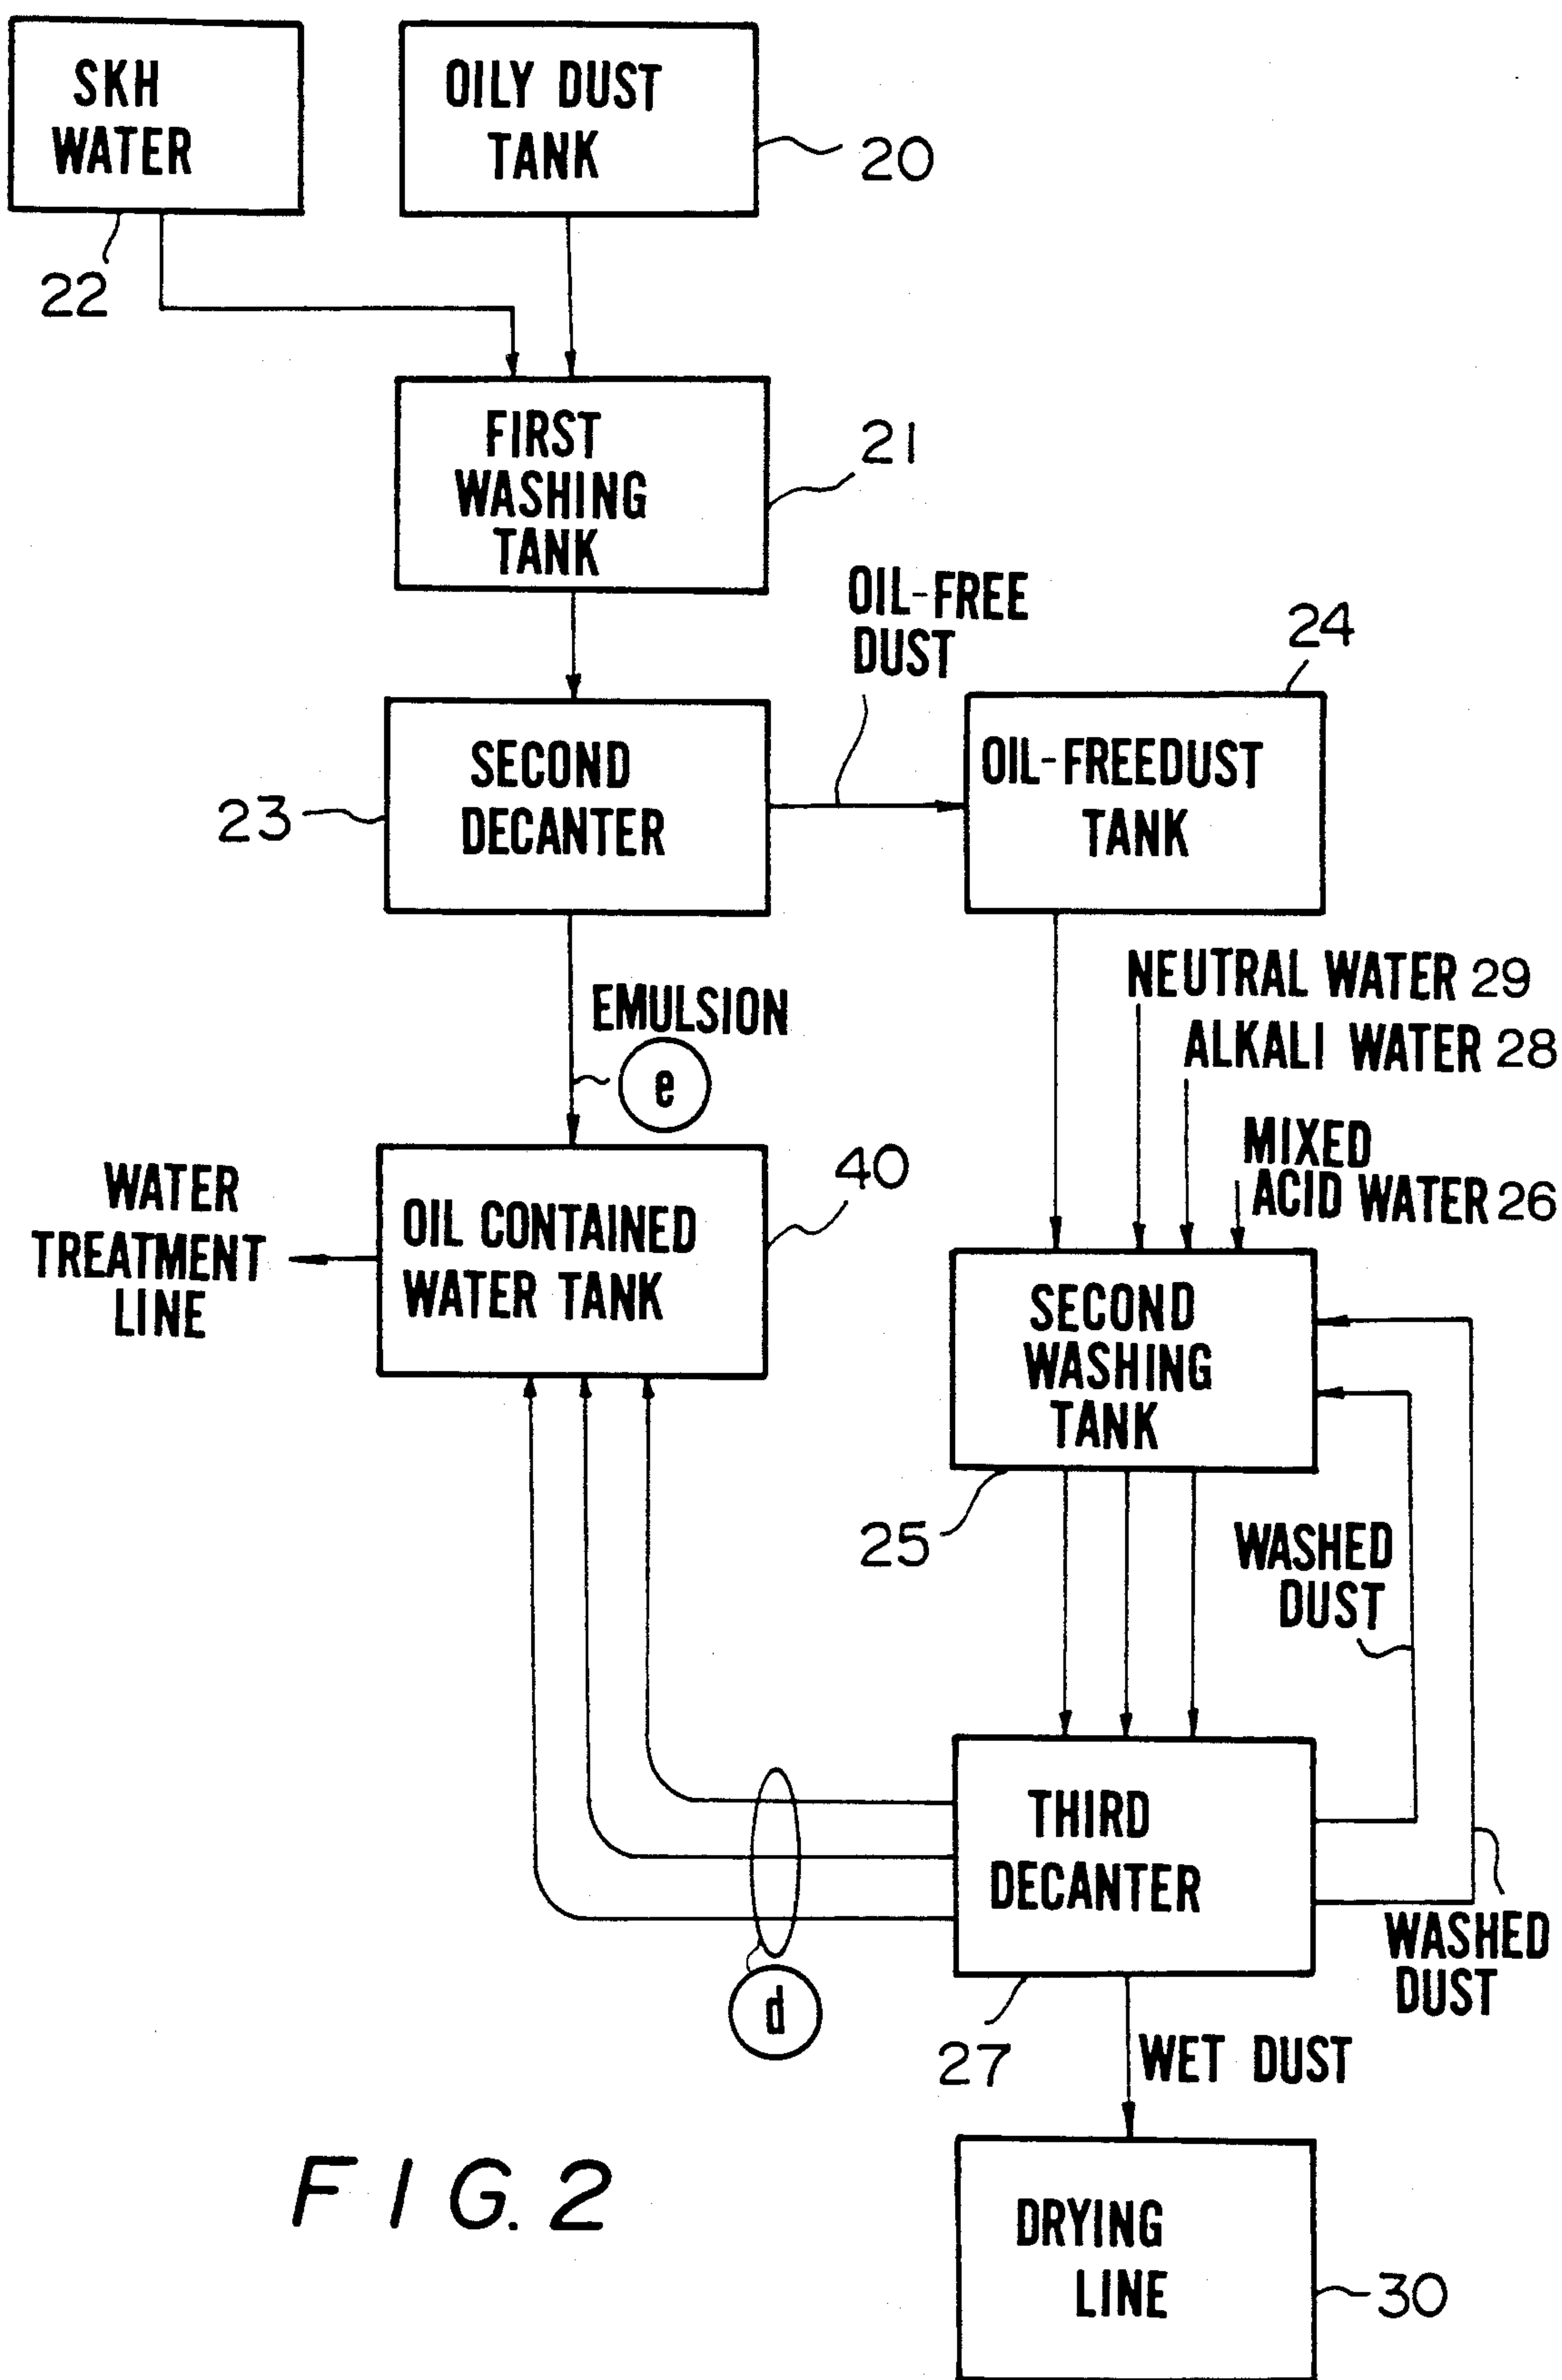 SKH
WATER
22
OILY DUST
TANK
20
FIRST
WASHING
TANK
21
OIL-FREE
DUST
24
SECOND
DECANTER
23
OIL-FREEDUST
TANK
EMULSION
e
NEUTRAL WATER 29
ALKALI WATER 28
MIXED
ACID WATER 26
WATER
TREATMENT
LINE
OIL CONTAINED
WATER TANK
40
SECOND
WASHING
TANK
25
WASHED
DUST
THIRD
DECANTER
WASHED
DUST
d
27
WET DUST
FIG. 2
DRYING
LINE
30